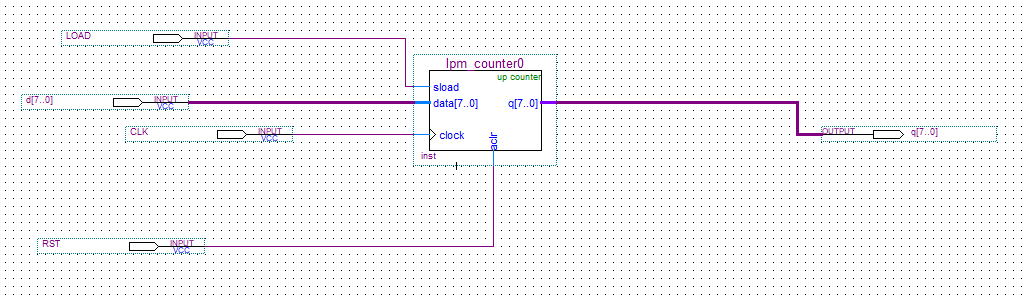 LOAD
INPUT
VCC
lpm_counter0
up counter
sload
d[7..0]
INPUT
VCC
data[7..0]
q[7..0]
CLK
INPUT
VCC
clock
aclr
OUTPUT
q[7..0]
inst
RST
INPUT
VCC